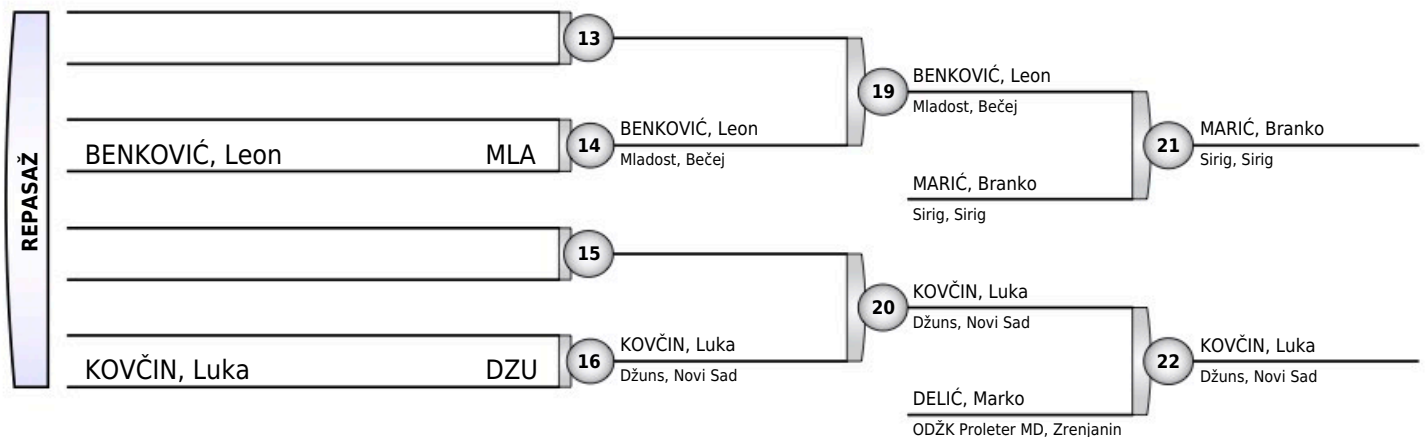 REPASAŽ
13
BENKOVIĆ, Leon MLA
14
BENKOVIĆ, Leon
Mladost, Bečej
19
BENKOVIĆ, Leon
Mladost, Bečej
MARIĆ, Branko
Sirig, Sirig
21
MARIĆ, Branko
Sirig, Sirig
15
KOVČIN, Luka DZU
16
KOVČIN, Luka
Džuns, Novi Sad
20
KOVČIN, Luka
Džuns, Novi Sad
DELIĆ, Marko
ODŽK Proleter MD, Zrenjanin
22
KOVČIN, Luka
Džuns, Novi Sad